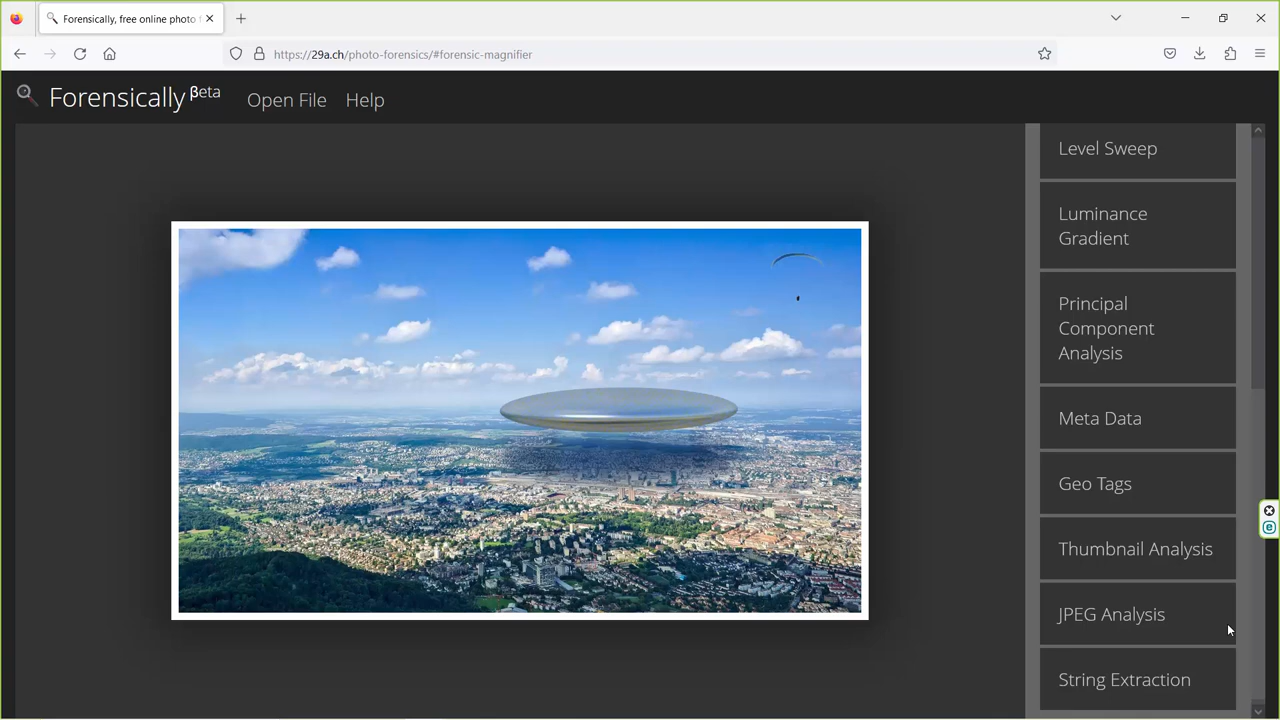 Forensically, free online photo f
https://29a.ch/photo-forensics/#forensic-magnifier
Forensically βeta
Open File
Help
Level Sweep
Luminance
Gradient
Principal
Component
Analysis
Meta Data
Geo Tags
Thumbnail Analysis
JPEG Analysis
String Extraction